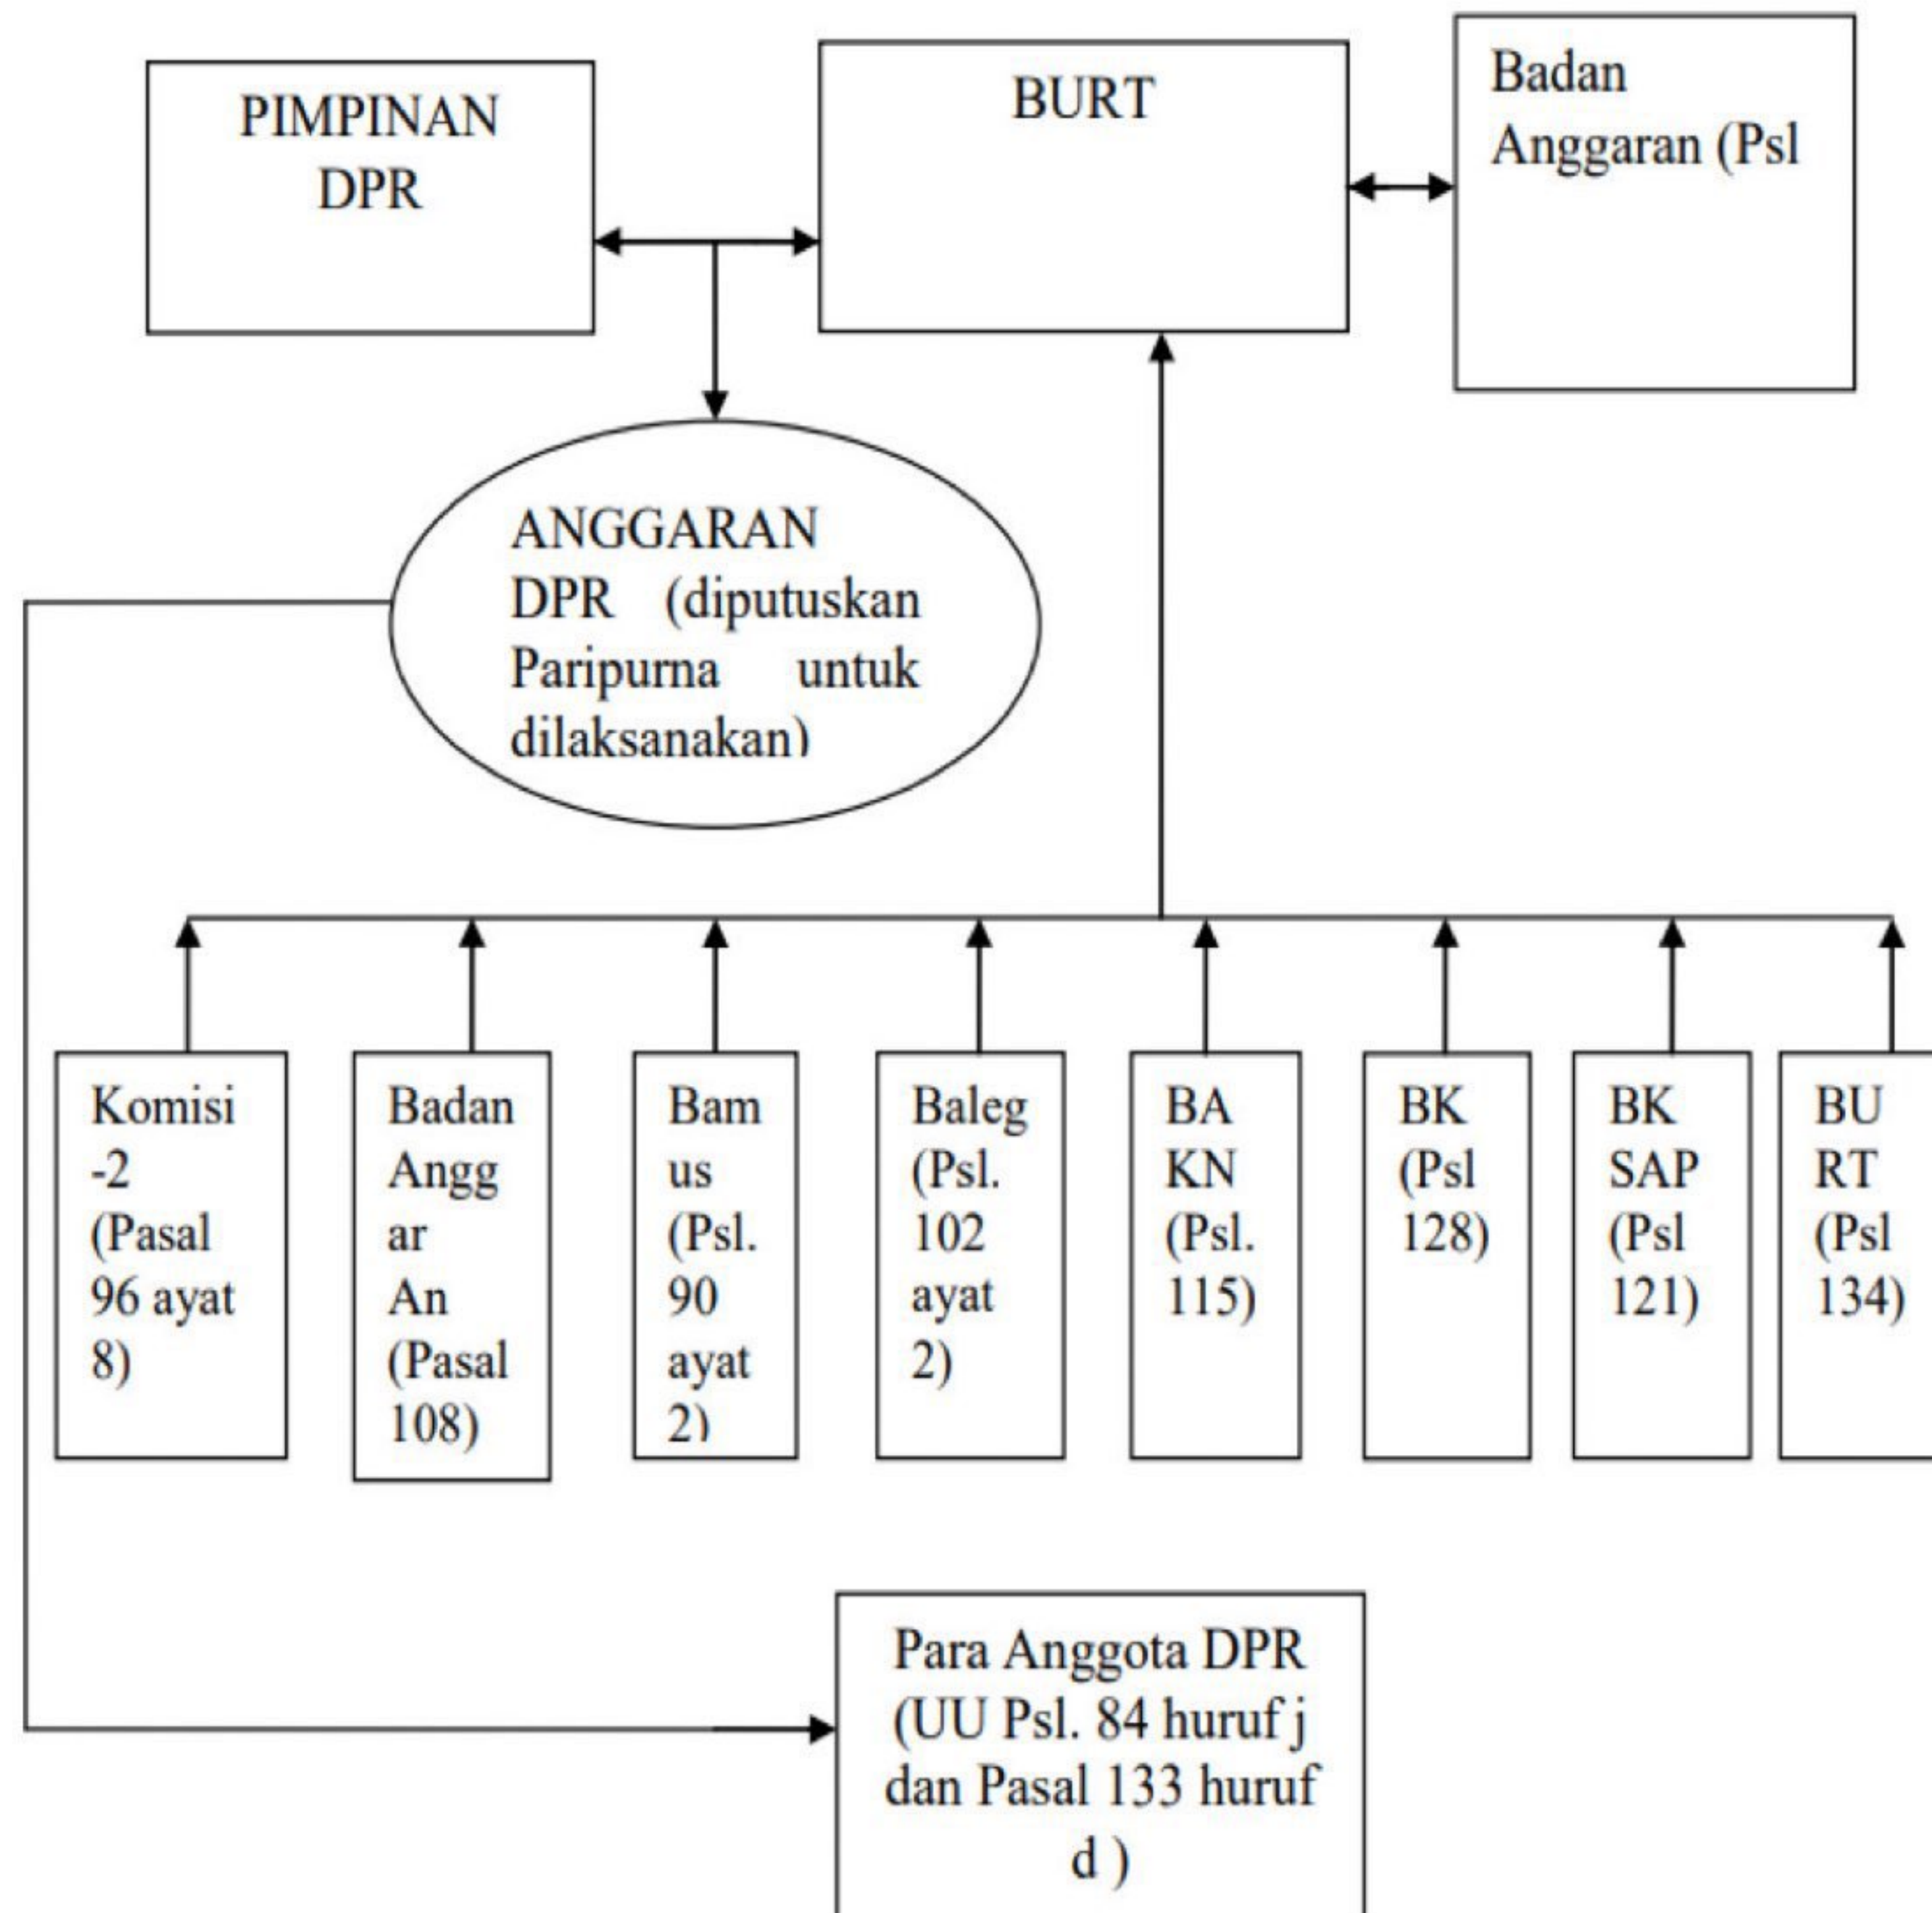 PIMPINAN
DPR
BURT
Badan
Anggaran (Psl
ANGGARAN
DPR (diputuskan
Paripurna untuk
dilaksanakan)
Komisi
-2
(Pasal
96 ayat
8)
Badan
Angg
ar
An
(Pasal
108)
Bam
us
(Psl.
90
ayat
2)
Baleg
(Psl.
102
ayat
2)
BA
KN
(Psl.
115)
BK
(Psl
128)
BK
SAP
(Psl
121)
BU
RT
(Psl
134)
Para Anggota DPR
(UU Psl. 84 huruf j
dan Pasal 133 huruf
d )